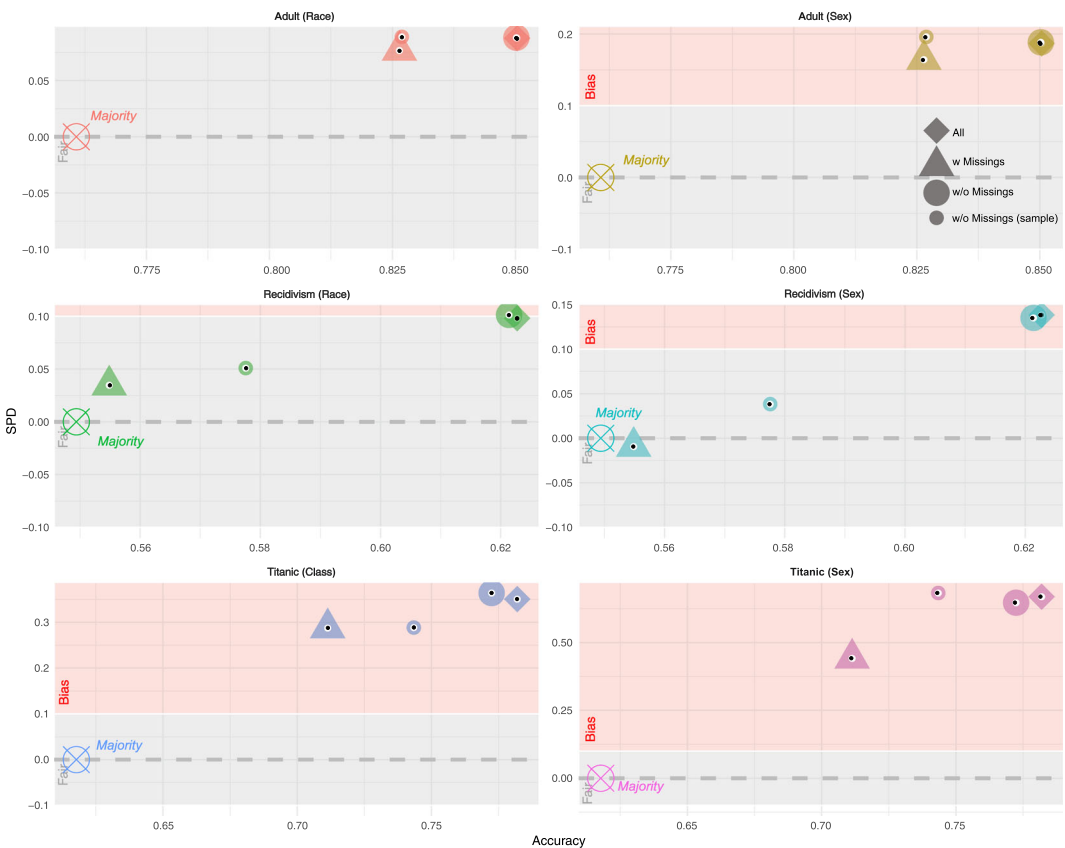 Adult (Race)
0.05
0.00
−0.05
−0.10
Majority
Fair
0.775
0.800
0.825
0.850
Adult (Sex)
0.2
0.1
0.0
−0.1
Bias
Majority
Fair
All
w Missings
w/o Missings
w/o Missings (sample)
0.775
0.800
0.825
0.850
Recidivism (Race)
0.10
0.05
0.00
−0.05
−0.10
Majority
Fair
0.56
0.58
0.60
0.62
Recidivism (Sex)
0.15
0.10
0.05
0.00
−0.05
−0.10
Bias
Majority
Fair
0.56
0.58
0.60
0.62
SPD
Titanic (Class)
0.3
0.2
0.1
0.0
−0.1
Bias
Majority
Fair
0.65
0.70
0.75
Titanic (Sex)
0.50
0.25
0.00
Bias
Majority
Fair
0.65
0.70
0.75
Accuracy